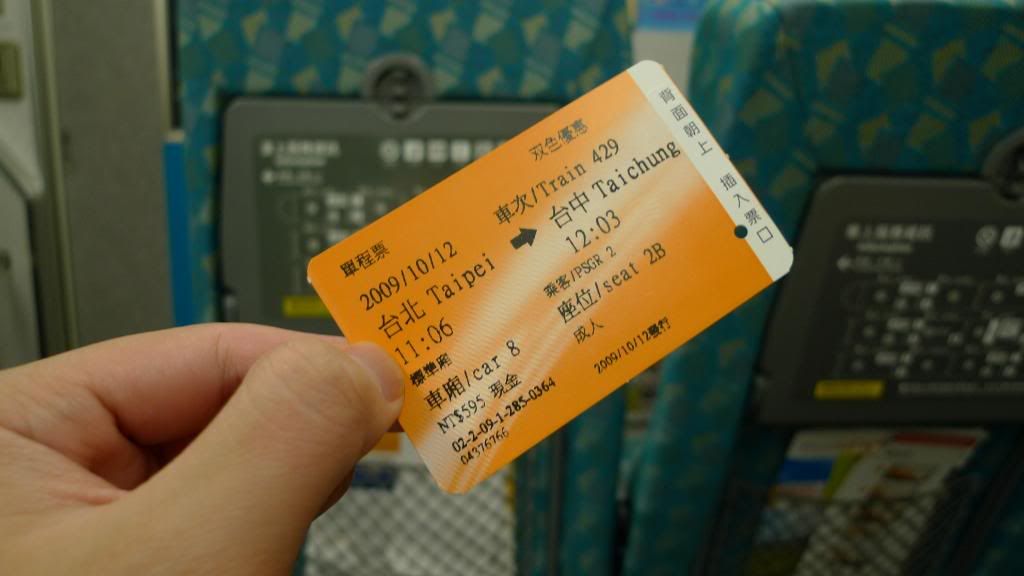 單程票 双色優惠
2009/10/12 車次/Train 429
台北 Taipei ➡ 台中 Taichung
11:06 12:03
標準廂 乘客/PSGR 2
車廂/car 8 座位/seat 2B
NT$595 現金 成人
02-2-09-1-285-0364 2009/10/12發行
04376766
背面朝上 插入票口